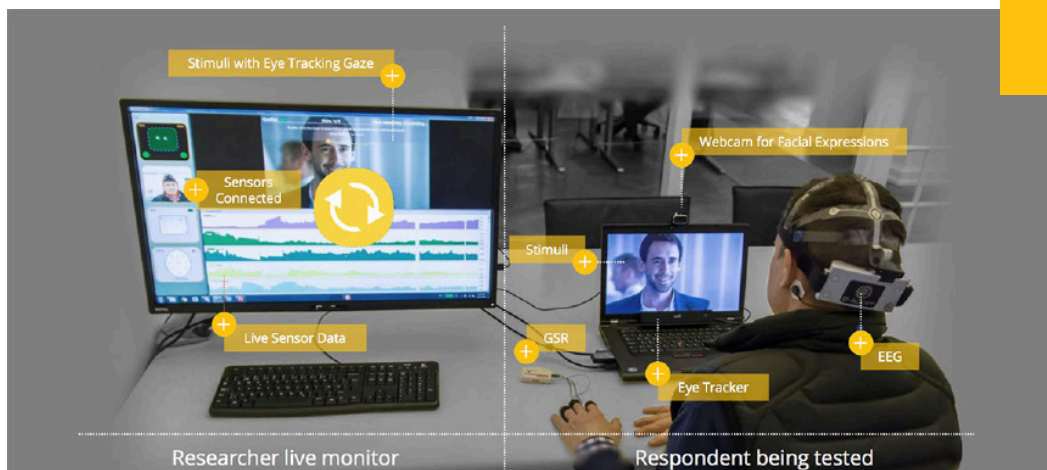 Stimuli with Eye Tracking Gaze
Webcam for Facial Expressions
Sensors
Connected
Stimuli
Live Sensor Data
GSR
EEG
Eye Tracker
Researcher live monitor
Respondent being tested